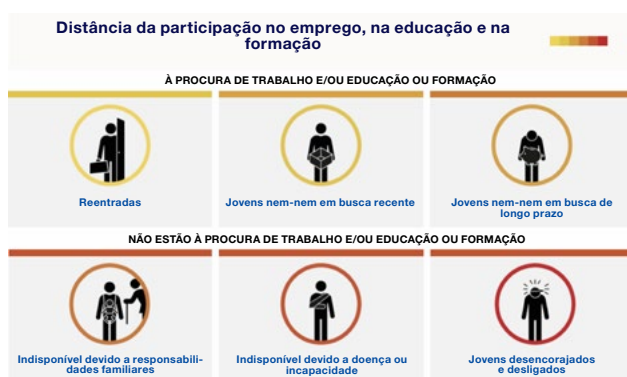 Distância da participação no emprego, na educação e na
formação
À PROCURA DE TRABALHO E/OU EDUCAÇÃO OU FORMAÇÃO
Reentradas
Jovens nem-nem em busca recente
Jovens nem-nem em busca de
longo prazo
NÃO ESTÃO À PROCURA DE TRABALHO E/OU EDUCAÇÃO OU FORMAÇÃO
Indisponível devido a responsabili-
dades familiares
Indisponível devido a doença ou
incapacidade
Jovens desencorajados
e desligados